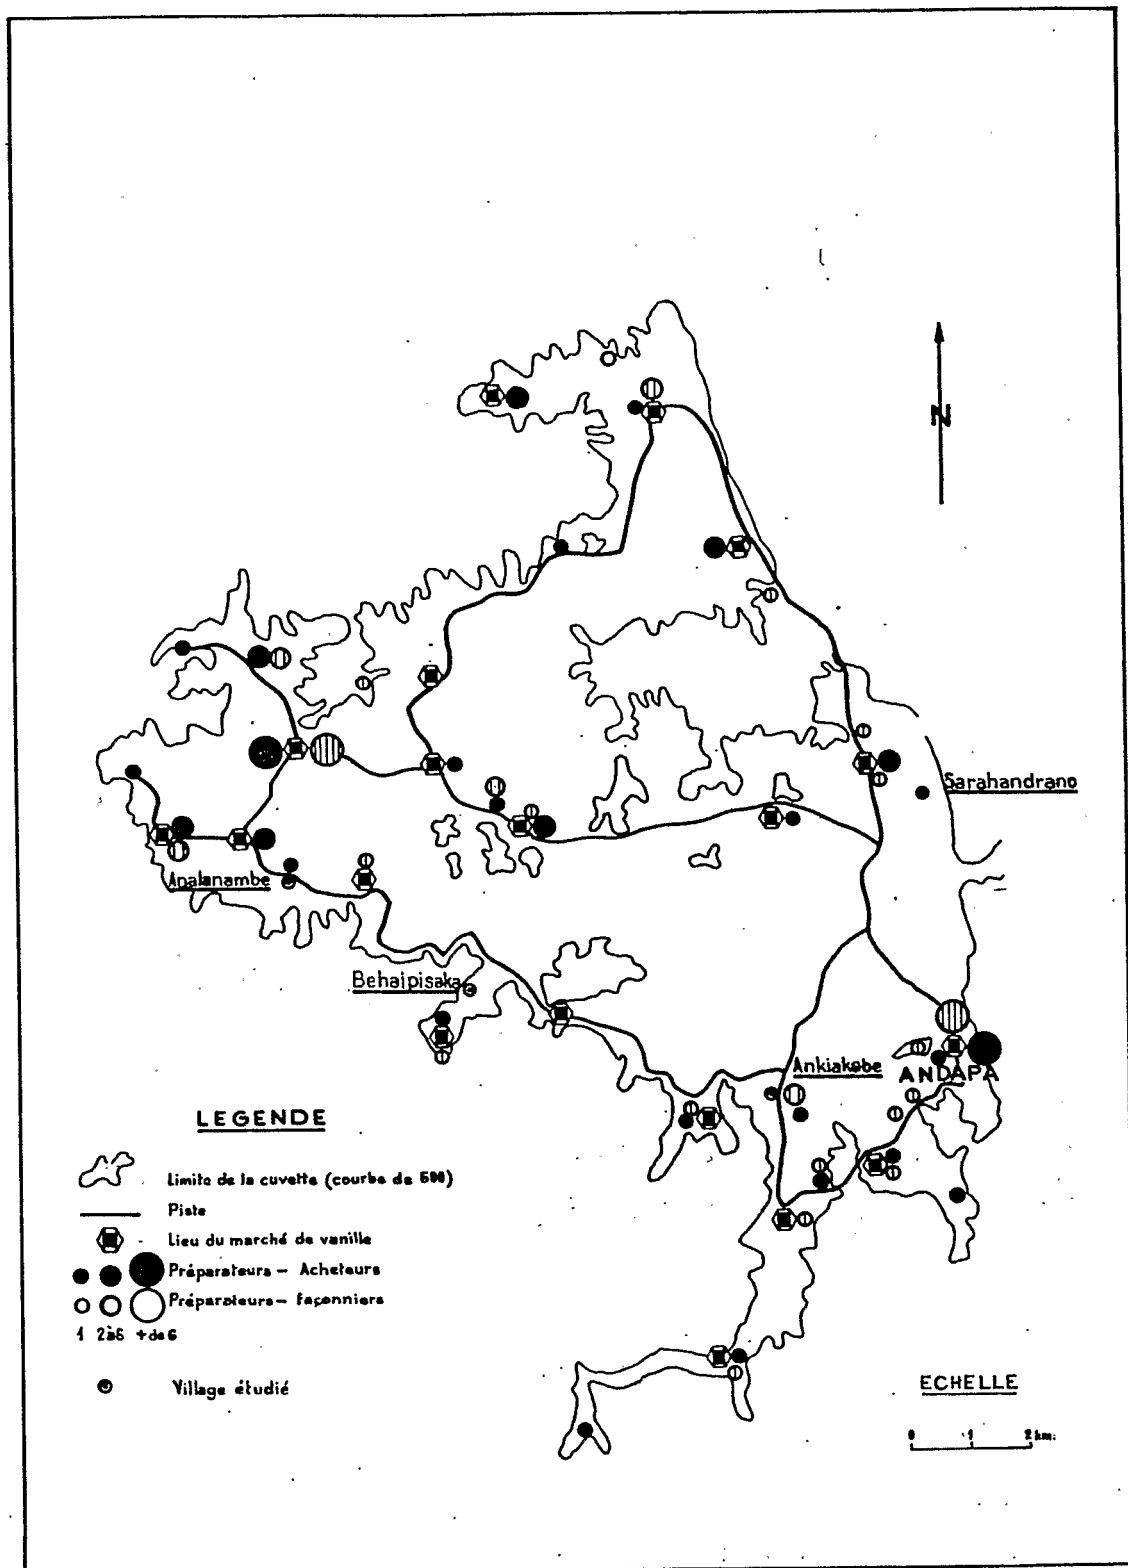 N
Sarahandrano
Analanambe
Behaipisaka
Ankiakobe
ANDAPA
LEGENDE
Limite de la cuvette (courbe de 500)
Piste
Lieu du marché de vanille
Préparateurs - Acheteurs
Préparateurs - façonniers
1 2à6 +de6
Village étudié
ECHELLE
0 1 2 km.